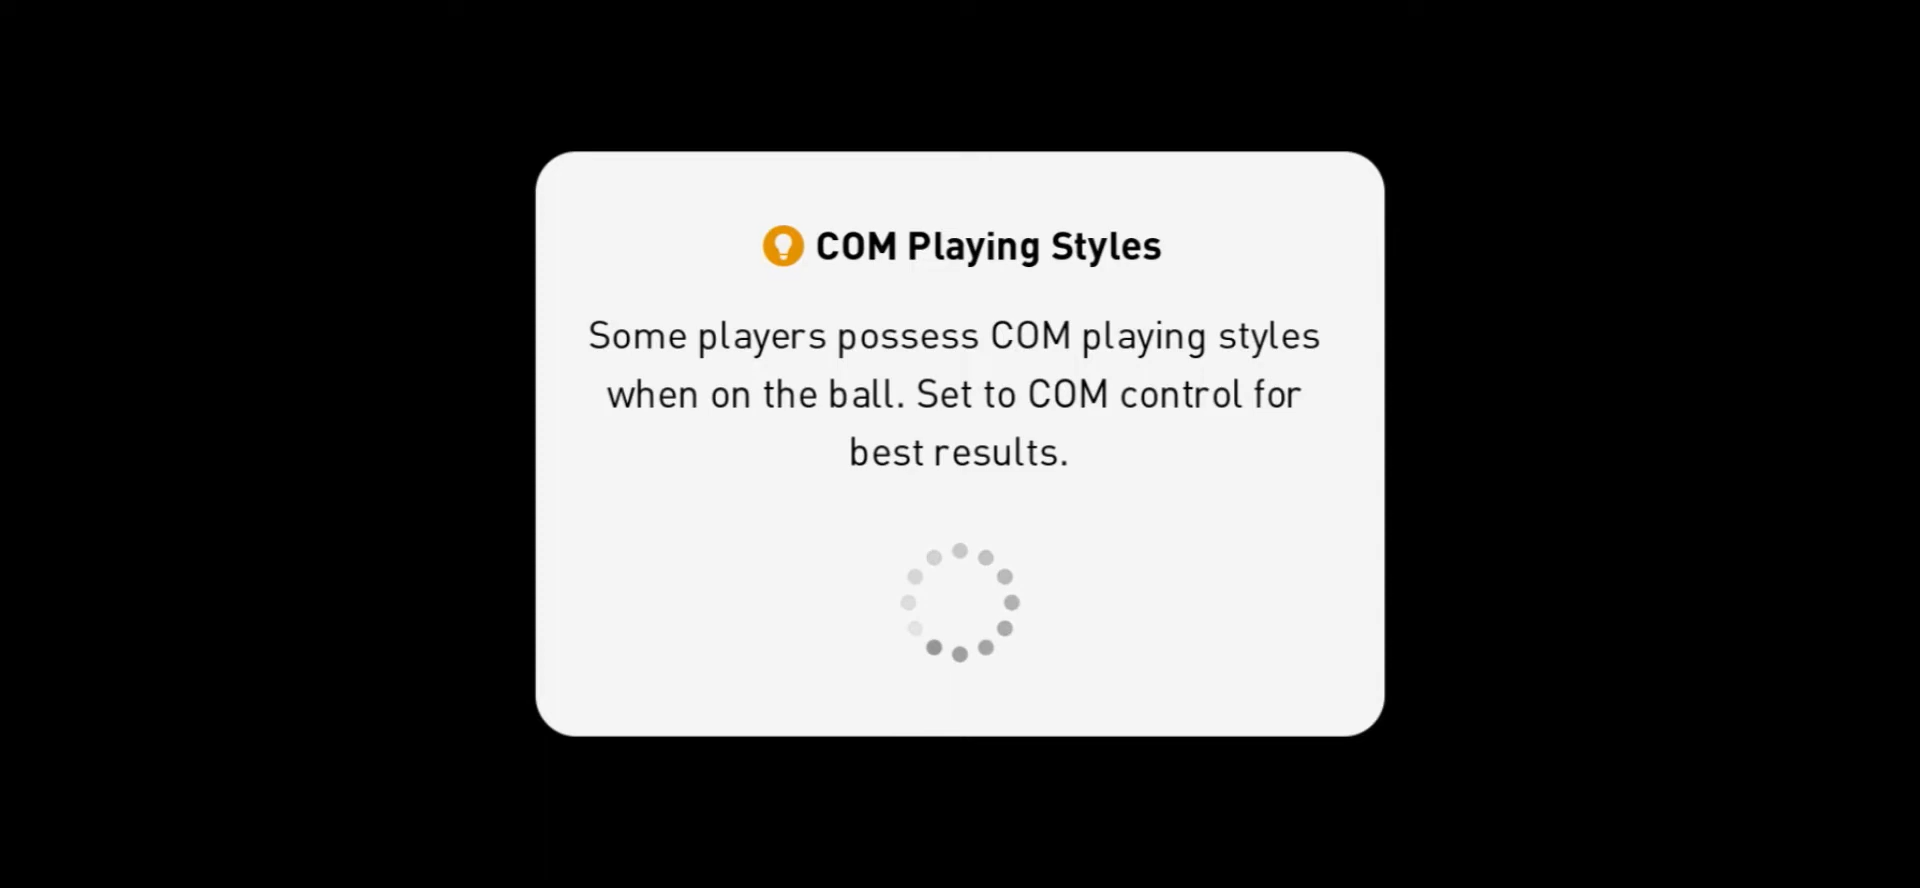 COM Playing Styles
Some players possess COM playing styles
when on the ball. Set to COM control for
best results.